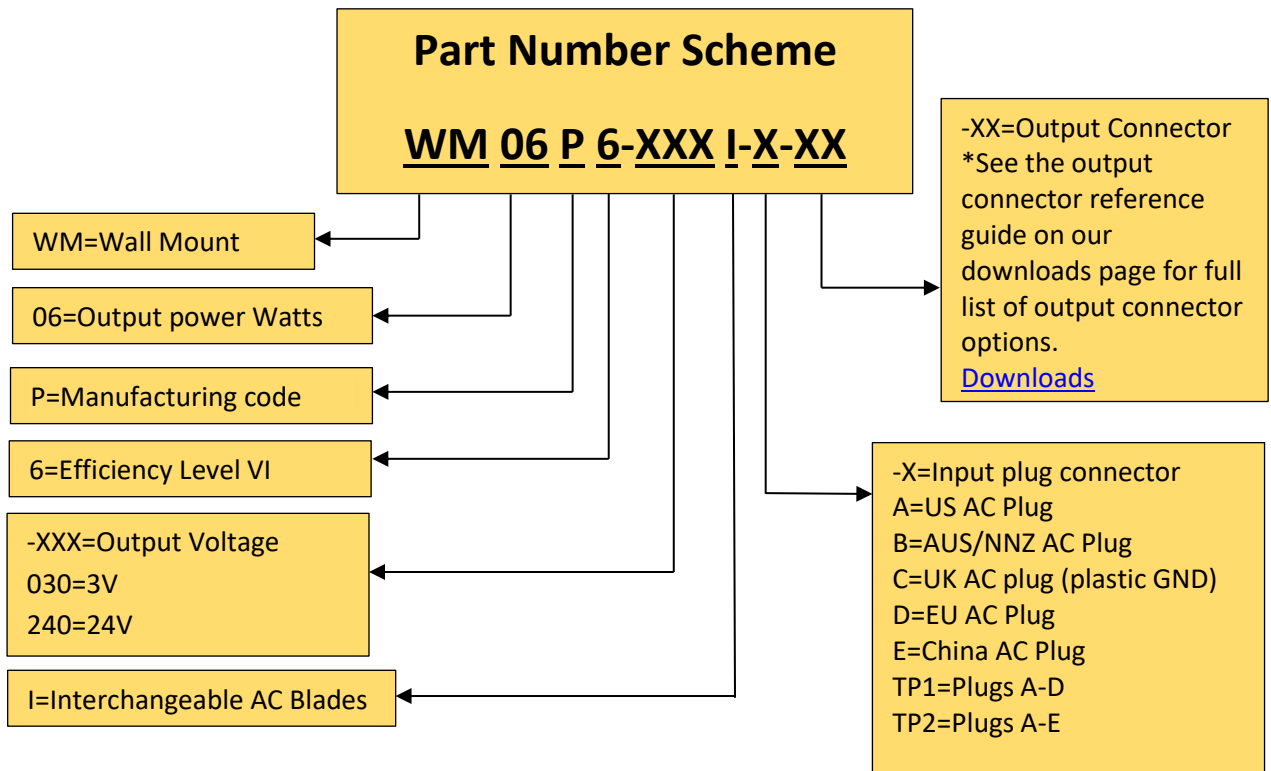 Part Number Scheme
WM 06 P 6-XXX I-X-XX
WM=Wall Mount
06=Output power Watts
P=Manufacturing code
6=Efficiency Level VI
-XXX=Output Voltage
030=3V
240=24V
I=Interchangeable AC Blades
-XX=Output Connector
*See the output
connector reference
guide on our
downloads page for full
list of output connector
options.
Downloads
-X=Input plug connector
A=US AC Plug
B=AUS/NNZ AC Plug
C=UK AC plug (plastic GND)
D=EU AC Plug
E=China AC Plug
TP1=Plugs A-D
TP2=Plugs A-E